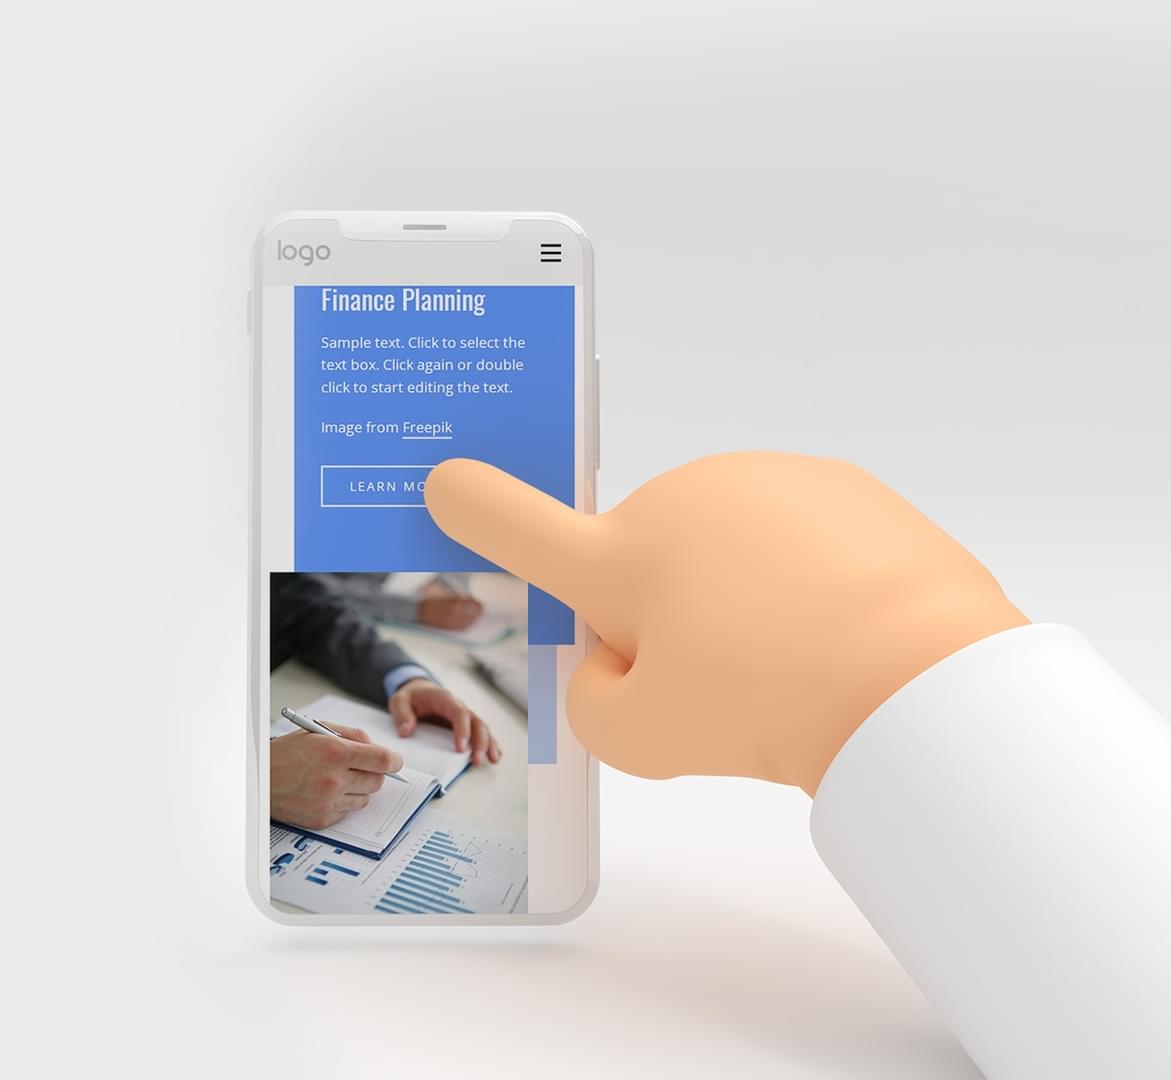 logo
Finance Planning
Sample text. Click to select the
text box. Click again or double
click to start editing the text.
Image from Freepik
LEARN